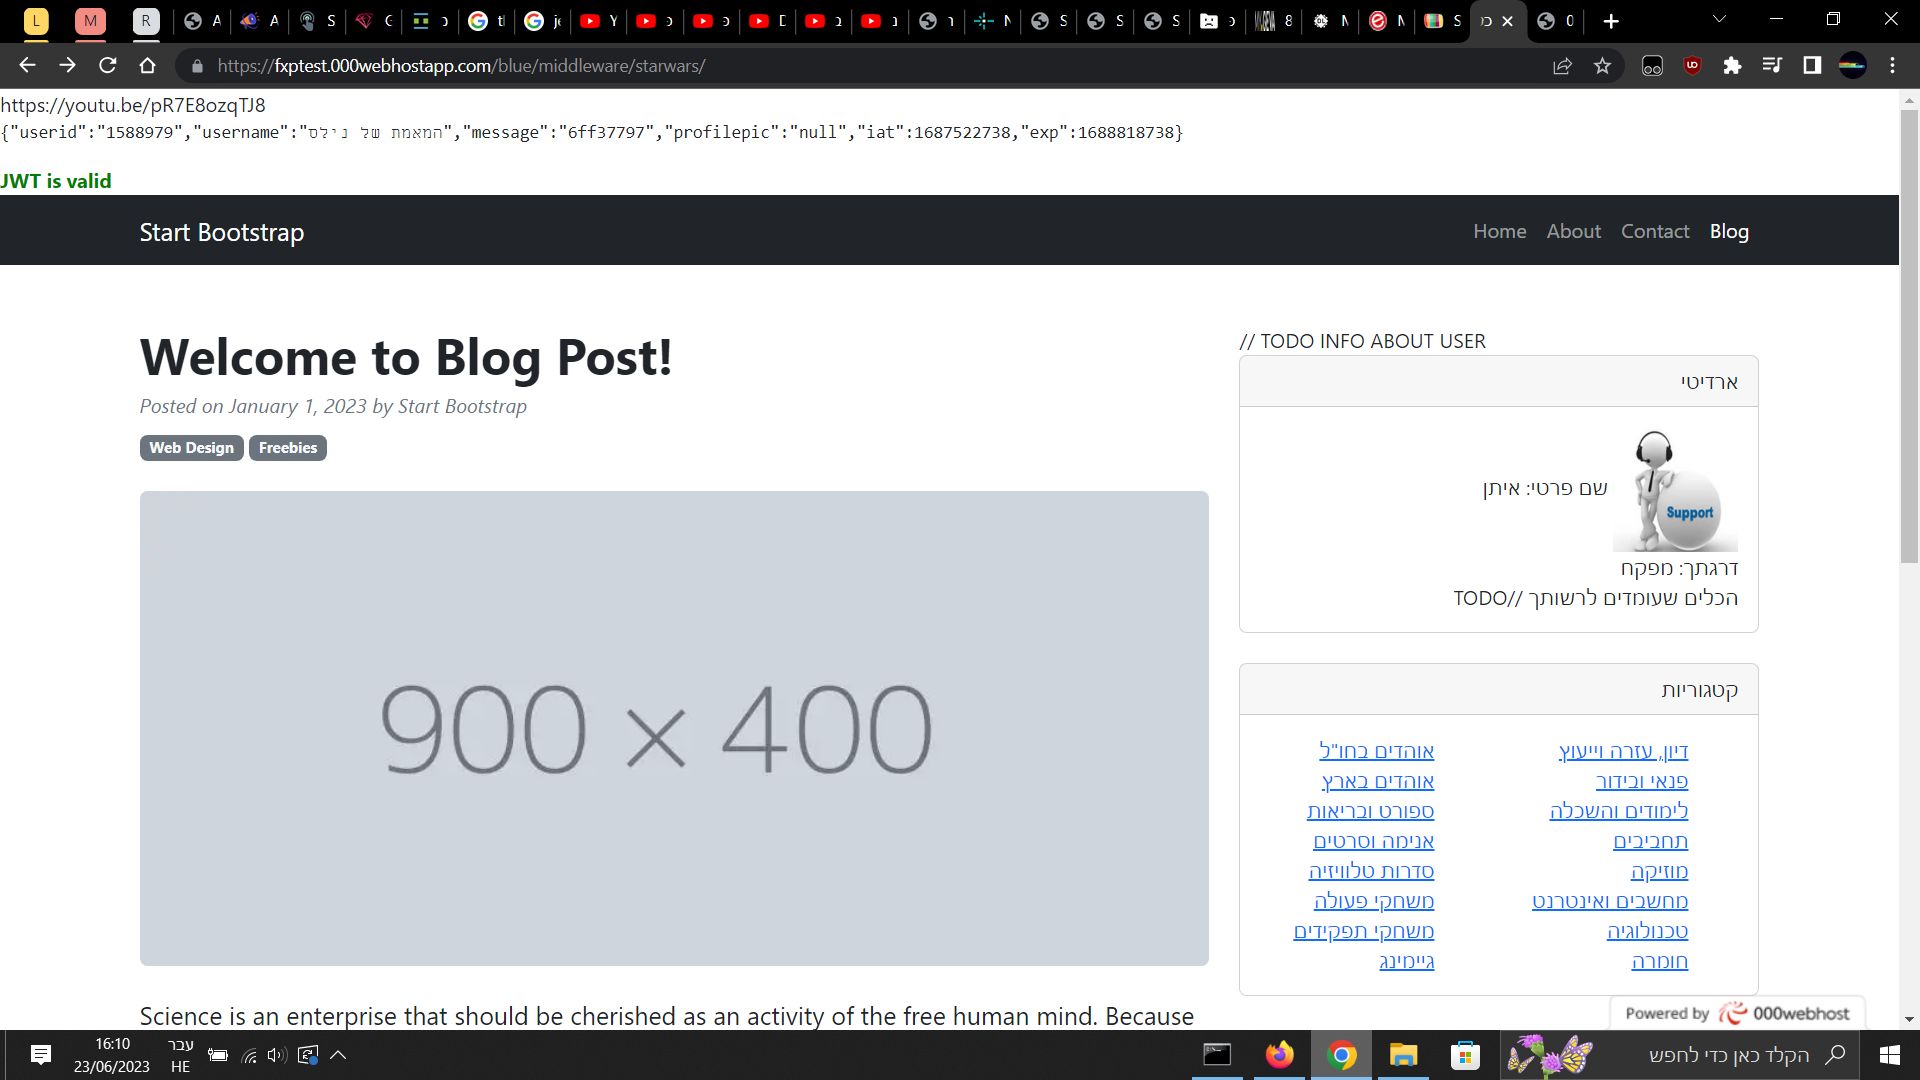 L
M
R
https://fxptest.000webhostapp.com/blue/middleware/starwars/
https://youtu.be/pR7E8ozqTJ8
{"userid":"1588979","username":"המאמת של נילס","message":"6ff37797","profilepic":"null","iat":1687522738,"exp":1688818738}
JWT is valid
Start Bootstrap
Home About Contact Blog
Welcome to Blog Post!
Posted on January 1, 2023 by Start Bootstrap
Web Design Freebies
900 × 400
Science is an enterprise that should be cherished as an activity of the free human mind. Because
// TODO INFO ABOUT USER
ארדיטי
Support
שם פרטי: איתן
דרגתך: מפקח
הכלים שעומדים לרשותך //TODO
קטגוריות
דיון, עזרה וייעוץ
פנאי ובידור
לימודים והשכלה
תחביבים
מוזיקה
מחשבים ואינטרנט
טכנולוגיה
חומרה
אוהדים בחו"ל
אוהדים בארץ
ספורט ובריאות
אנימה וסרטים
סדרות טלוויזיה
משחקי פעולה
משחקי תפקידים
גיימינג
Powered by 000webhost
16:10
23/06/2023
עבר
HE
הקלד כאן כדי לחפש